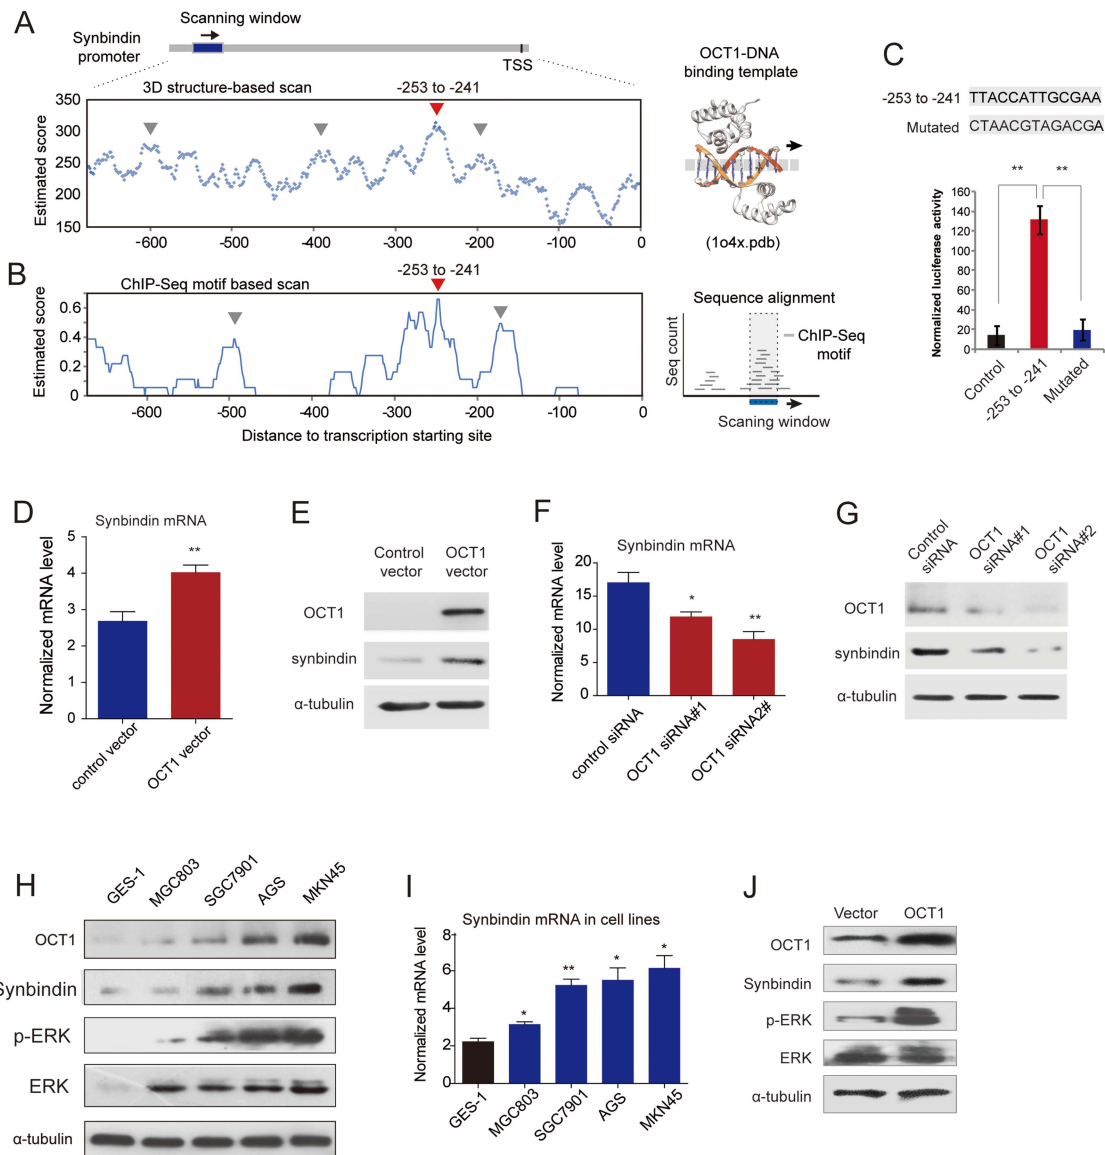 A
Scanning window
Synbindin
promoter
TSS
3D structure-based scan
-253 to -241
350
300
250
200
150
Estimated score
-600
-500
-400
-300
-200
-100
0
OCT1-DNA
binding template
(1o4x.pdb)
B
ChIP-Seq motif based scan
-253 to -241
0.6
0.4
0.2
0
Estimated score
-600
-500
-400
-300
-200
-100
0
Distance to transcription starting site
Sequence alignment
ChIP-Seq
motif
Seq count
Scaning window
C
-253 to -241 TTACCATTGCGAA
Mutated CTAACGTAGACGA
** **
160
140
120
100
80
60
40
20
0
Normalized luciferase activity
Control
-253 to -241
Mutated
D
Synbindin mRNA
5
4
3
2
1
0
Normalized mRNA level
**
control vector
OCT1 vector
E
Control
vector
OCT1
vector
OCT1
synbindin
α-tubulin
F
Synbindin mRNA
20
15
10
5
0
Normalized mRNA level
*
**
control siRNA
OCT1 siRNA#1
OCT1 siRNA2#
G
Control
siRNA
OCT1
siRNA#1
OCT1
siRNA#2
OCT1
synbindin
α-tubulin
H
GES-1
MGC803
SGC7901
AGS
MKN45
OCT1
Synbindin
p-ERK
ERK
α-tubulin
I
Synbindin mRNA in cell lines
8
6
4
2
0
Normalized mRNA level
*
**
*
*
GES-1
MGC803
SGC7901
AGS
MKN45
J
Vector OCT1
OCT1
Synbindin
p-ERK
ERK
α-tubulin